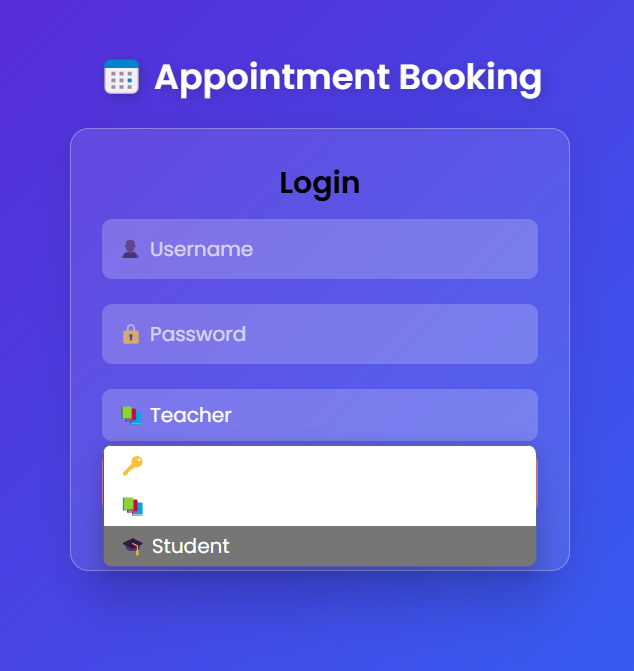 Appointment Booking
Login
Username
Password
Teacher
Student